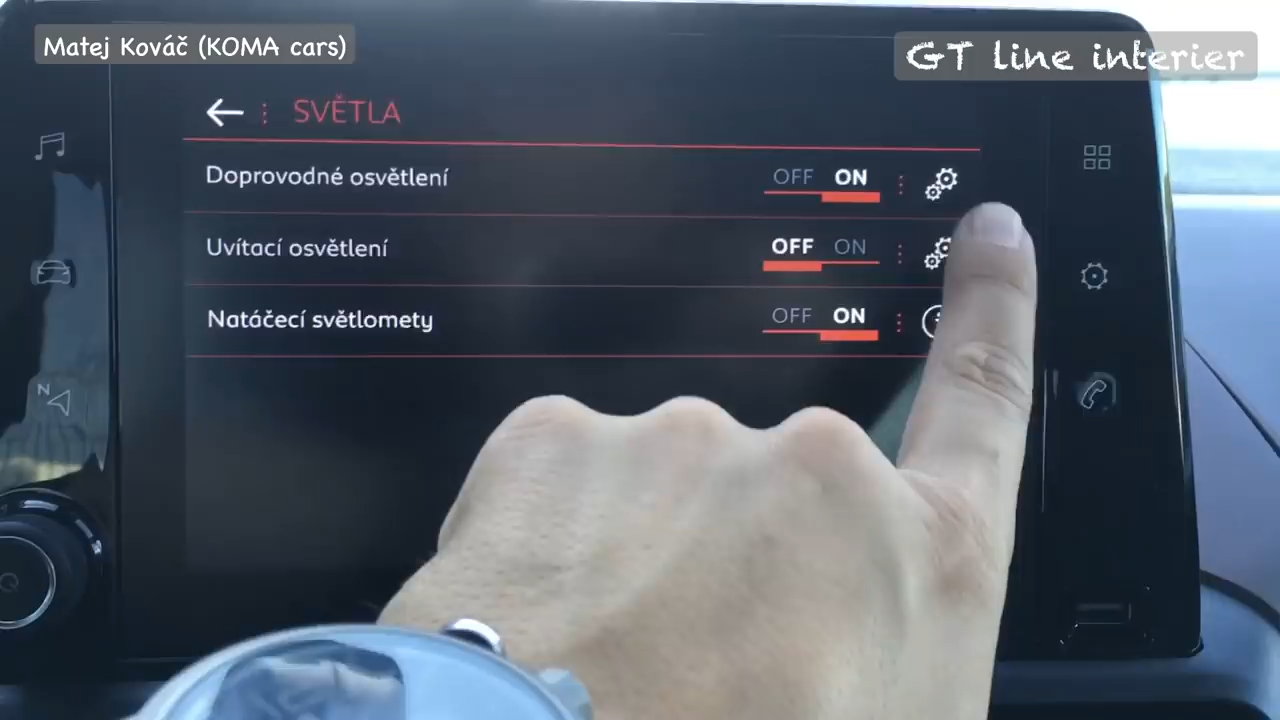 Matej Kováč (KOMA cars)
GT line interier
SVĚTLA
Doprovodné osvětlení OFF ON
Uvítací osvětlení OFF ON
Natáčecí světlomety OFF ON
N